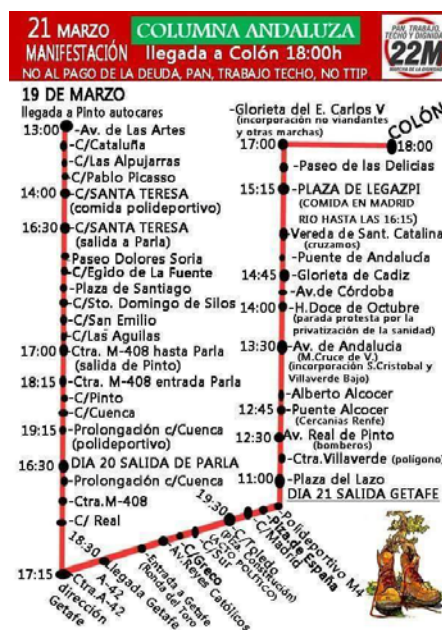 21 MARZO
COLUMNA ANDALUZA
MANIFESTACIÓN llegada a Colón 18:00h
NO AL PAGO DE LA DEUDA, PAN, TRABAJO TECHO, NO TTIP.
PAN, TRABAJO,
TECHO Y DIGNIDAD
22M
MARCHA DE LA DIGNIDAD
19 DE MARZO
llegada a Pinto autocares
13:00 -Av. de Las Artes
-C/Cataluña
-C/Las Alpujarras
-C/Pablo Picasso
14:00 -C/SANTA TERESA
(comida polideportivo)
16:30 -C/SANTA TERESA
(salida a Parla)
Paseo Dolores Soria
-C/Egido de La Fuente
-Plaza de Santiago
-C/Sto. Domingo de Silos
-C/San Emilio
-C/Las Aguilas
17:00 Ctra. M-408 hasta Parla
(salida de Pinto)
18:15 -Ctra. M-408 entrada Parla
-C/Pinto
-C/Cuenca
19:15 -Prolongación c/Cuenca
(polideportivo)
16:30 DIA 20 SALIDA DE PARLA
-Prolongación c/Cuenca
-Ctra.M-408
-C/ Real
17:15 -Ctra.A-42
dirección
Getafe
18:30 -llegada Getafe
A-42
-entrada a Getafe
(Ronda del Toro)
-Av.Reyes Católicos
-C/Greco
-C/Sur
19:30 -C/Toledo
(Plz Constitución)
(ACTO POLITICO)
-C/Madrid
-Plza de España
-Polideportivo M4
DIA 21 SALIDA GETAFE
11:00 -Plaza del Lazo
-Ctra.Villaverde (polígono)
12:30 Av. Real de Pinto
(bomberos)
12:45 -Puente Alcocer
(Cercanias Renfe)
-Alberto Alcocer
13:30 -Av. de Andalucia
(M.Cruce de V.)
(incorporación S.Cristobal y
Villaverde Bajo)
14:00 -H.Doce de Octubre
(parada protesta por la
privatización de la sanidad)
-Av.de Córdoba
14:45 -Glorieta de Cadiz
-Puente de Andalucía
Vereda de Sant. Catalina
(cruzamos)
15:15 -PLAZA DE LEGAZPI
(COMIDA EN MADRID
RIO HASTA LAS 16:15)
-Paseo de las Delicias
17:00 -Glorieta del E. Carlos V
(incorporación no viandantes
y otras marchas)
COLÓN
18:00